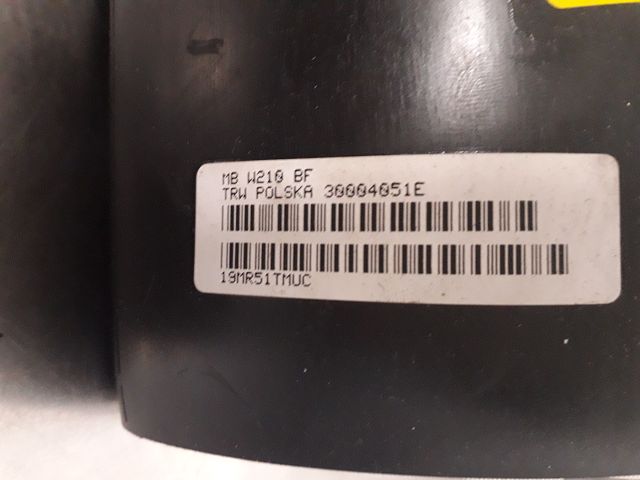 MB W210 BF
TRW POLSKA 30004051E
19MR51TMUC